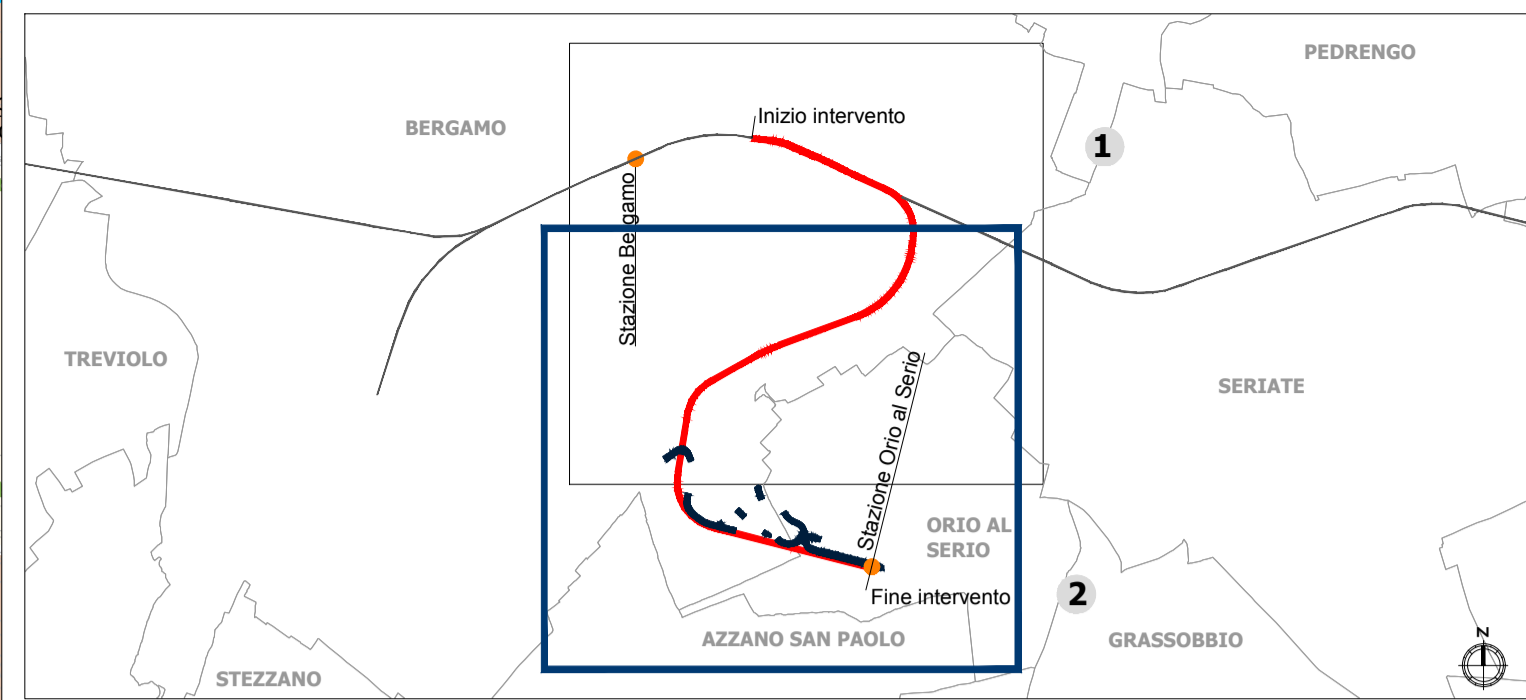 PEDRENGO
Inizio intervento
BERGAMO
1
Stazione Bergamo
TREVIOLO
SERIATE
Stazione Orio al Serio
ORIO AL
SERIO
Fine intervento
2
AZZANO SAN PAOLO
GRASSOBBIO
N
STEZZANO